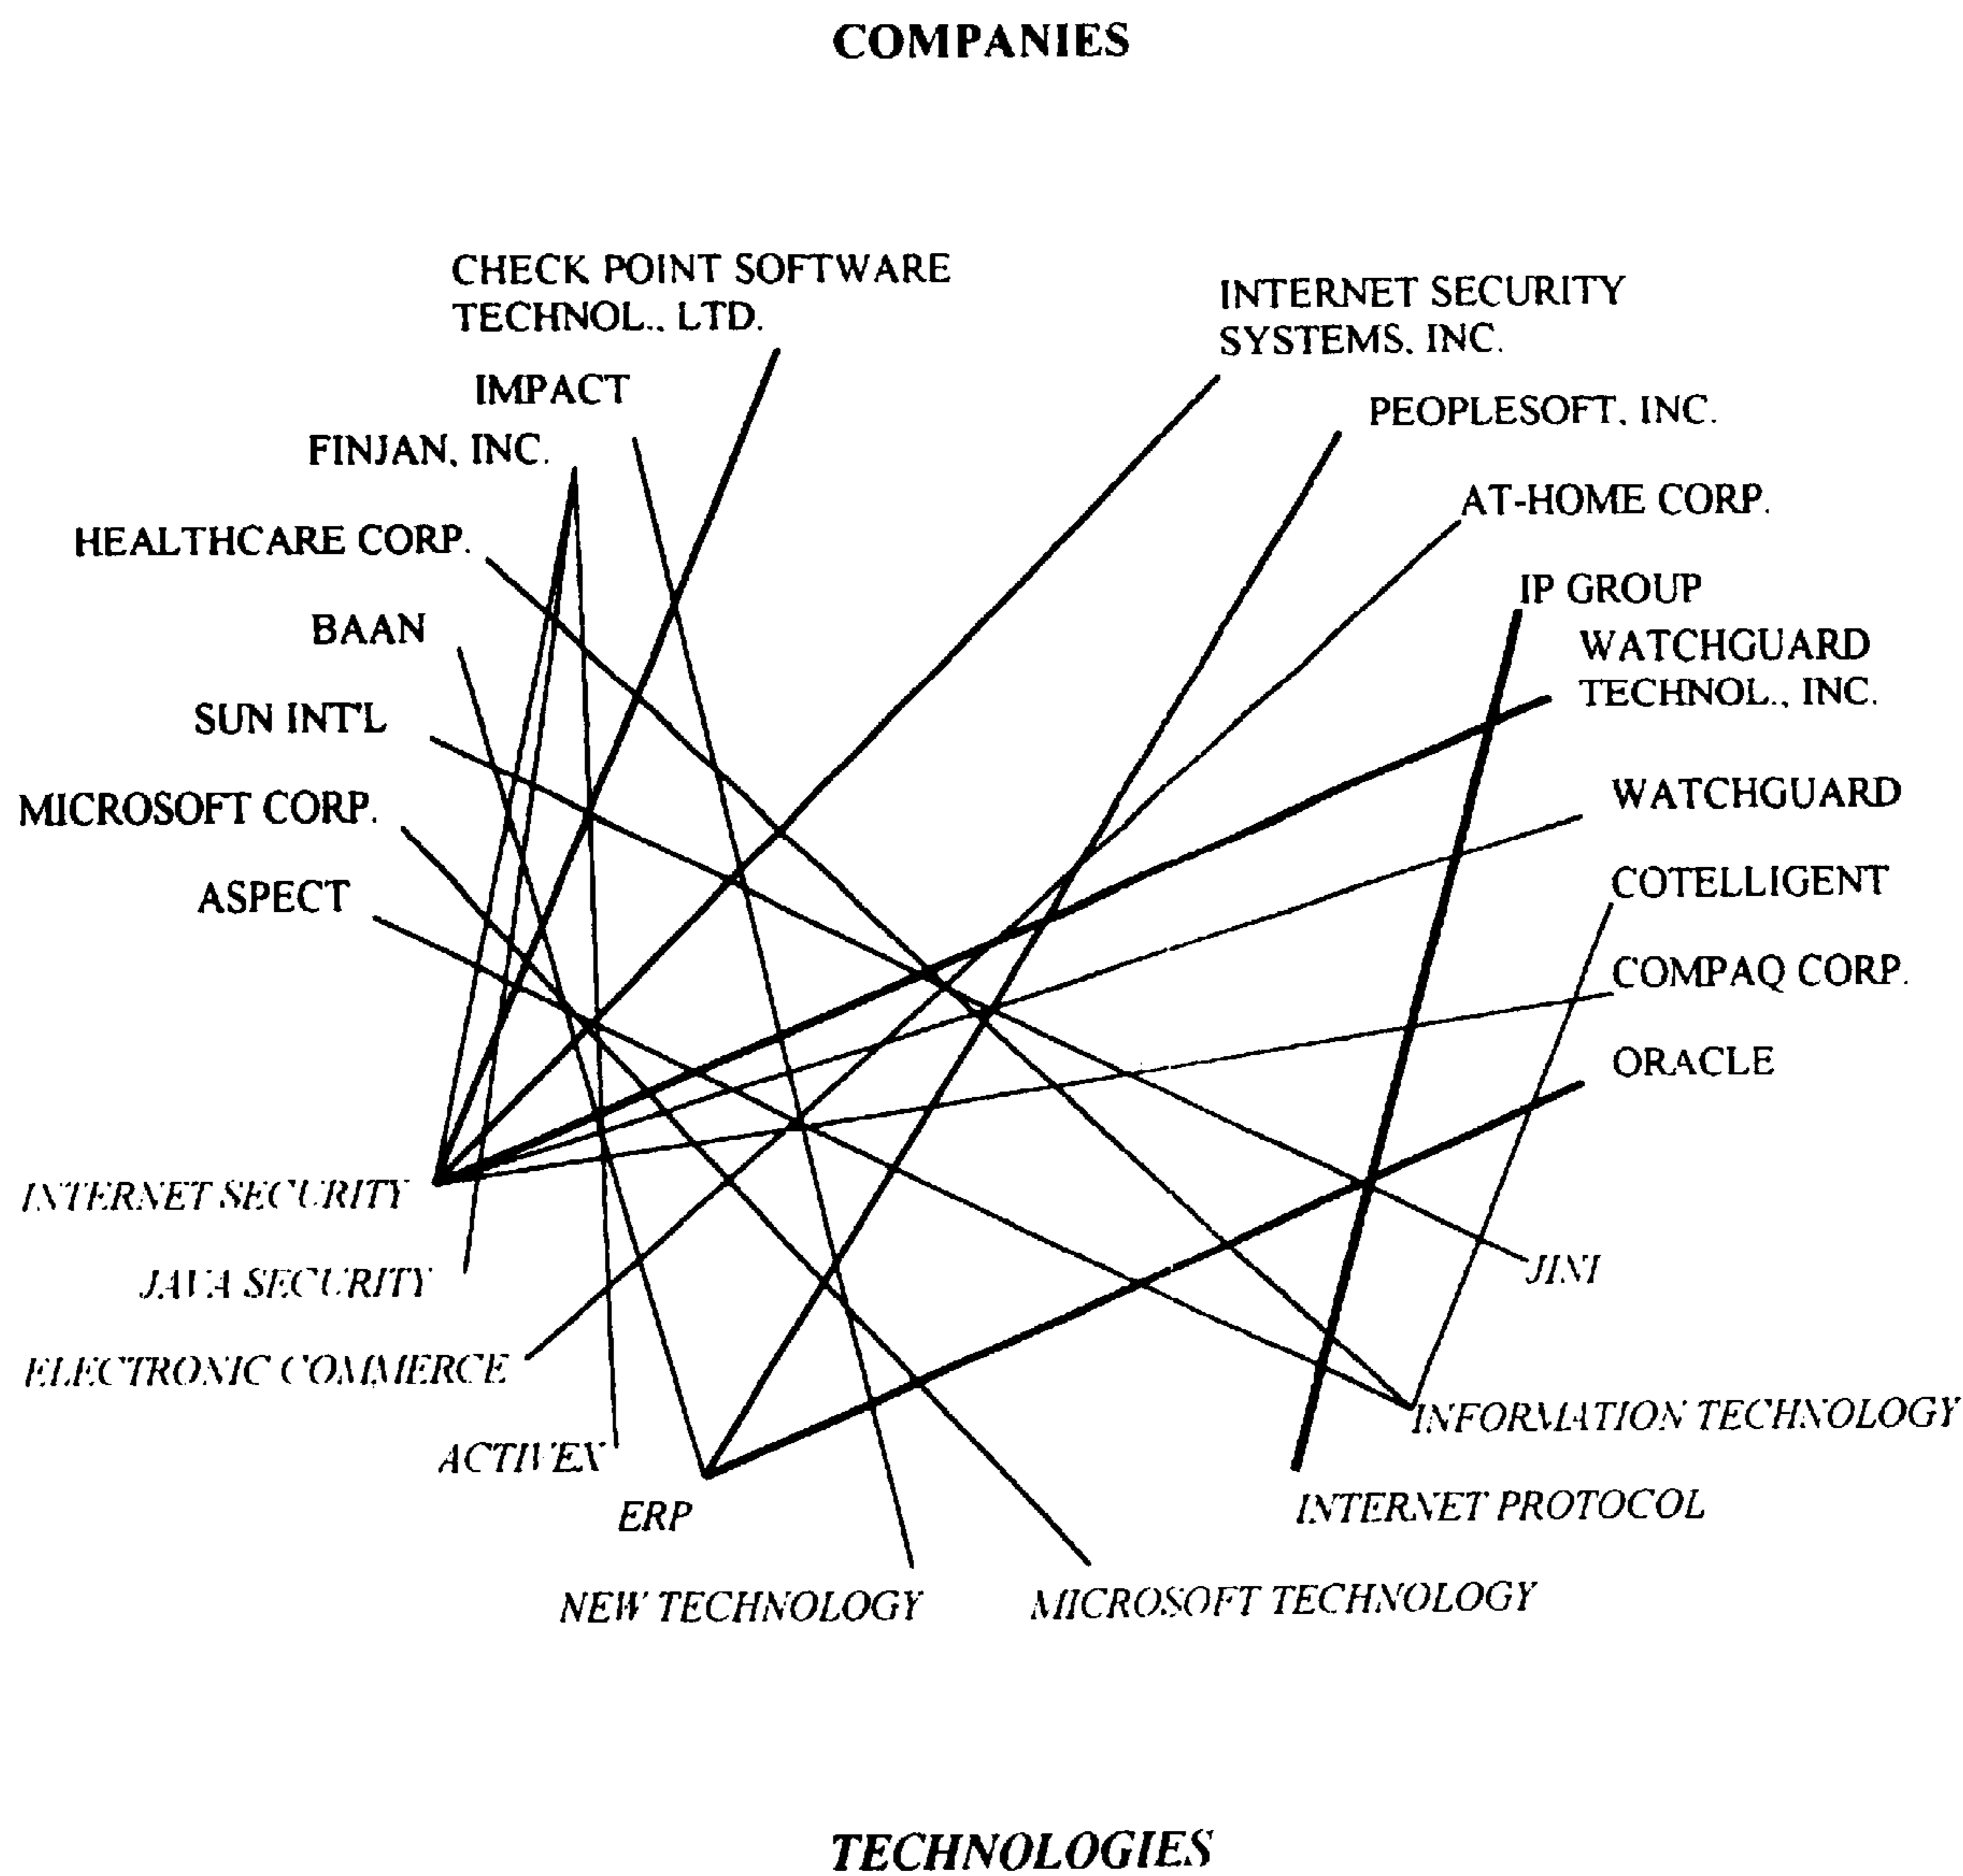 COMPANIES
CHECK POINT SOFTWARE
TECHNOL., LTD.
INTERNET SECURITY
SYSTEMS, INC.
IMPACT
PEOPLESOFT, INC.
FINJAN, INC.
AT-HOME CORP.
HEALTHCARE CORP.
IP GROUP
BAAN
WATCHGUARD
TECHNOL., INC.
SUN INT'L
MICROSOFT CORP.
WATCHGUARD
ASPECT
COTELLIGENT
COMPAQ CORP.
ORACLE
INTERNET SECURITY
JAVA SECURITY
JINI
ELECTRONIC COMMERCE
INFORMATION TECHNOLOGY
ACTIVEX
INTERNET PROTOCOL
ERP
NEW TECHNOLOGY
MICROSOFT TECHNOLOGY
TECHNOLOGIES